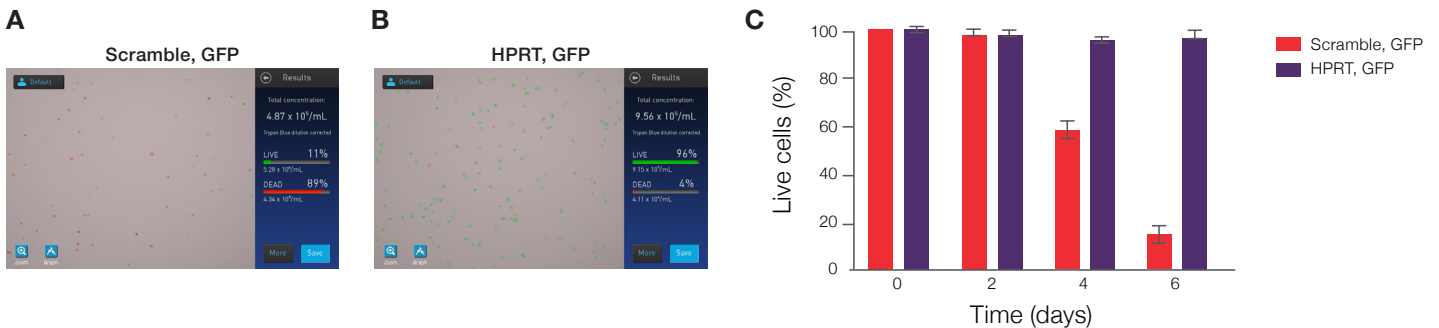 A
Scramble, GFP
Default
Results
Total concentration:
4.87 x 10⁵/mL
Trypan Blue dilution corrected
LIVE 11%
5.28 x 10⁴/mL
DEAD 89%
4.34 x 10⁵/mL
Zoom
Graph
More
Save
B
HPRT, GFP
Default
Results
Total concentration:
9.56 x 10⁵/mL
Trypan Blue dilution corrected
LIVE 96%
9.15 x 10⁵/mL
DEAD 4%
4.11 x 10⁴/mL
Zoom
Graph
More
Save
C
Live cells (%)
100
80
60
40
20
0
0 2 4 6
Time (days)
Scramble, GFP
HPRT, GFP